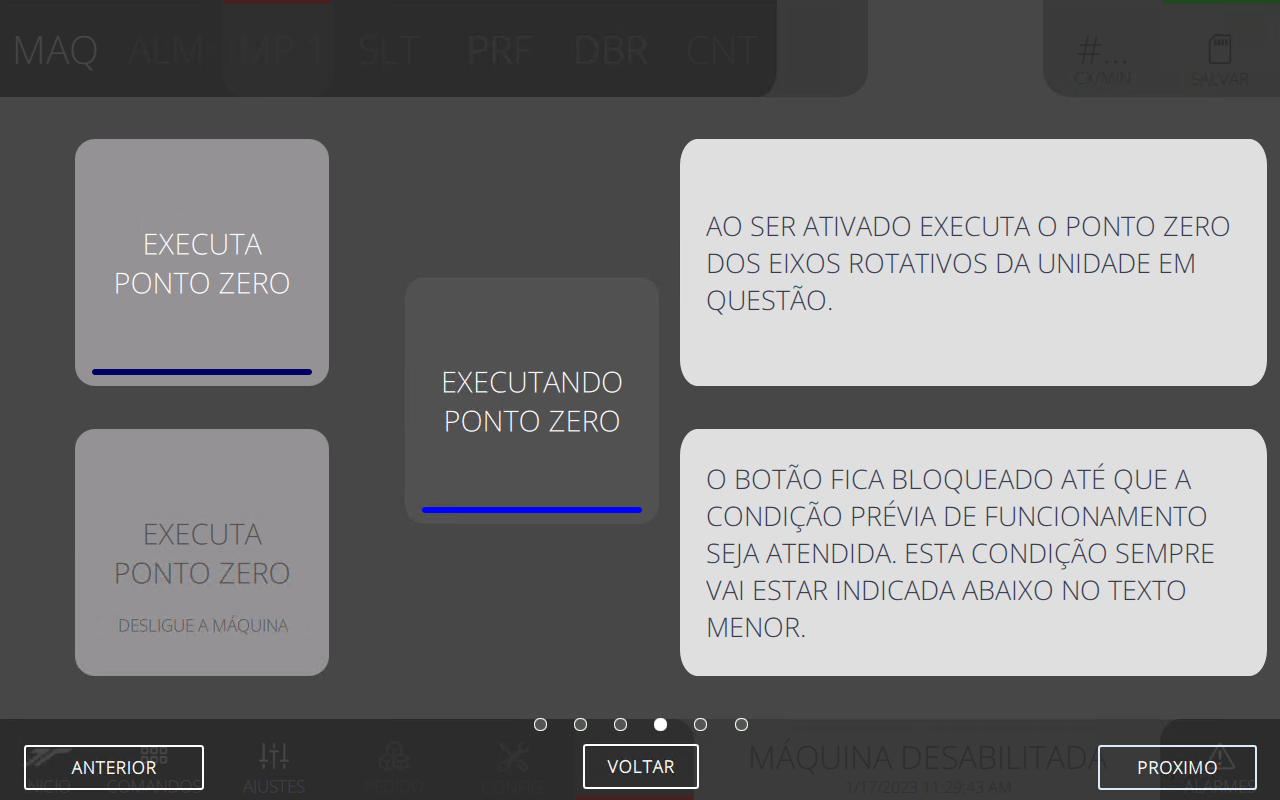 MAQ ALM IMP 1 SLT PRF DBR CNT
#...
CX/MIN
SALVAR
EXECUTA
PONTO ZERO
EXECUTANDO
PONTO ZERO
AO SER ATIVADO EXECUTA O PONTO ZERO
DOS EIXOS ROTATIVOS DA UNIDADE EM
QUESTÃO.
EXECUTA
PONTO ZERO
DESLIGUE A MÁQUINA
O BOTÃO FICA BLOQUEADO ATÉ QUE A
CONDIÇÃO PRÉVIA DE FUNCIONAMENTO
SEJA ATENDIDA. ESTA CONDIÇÃO SEMPRE
VAI ESTAR INDICADA ABAIXO NO TEXTO
MENOR.
ANTERIOR
VOLTAR
PROXIMO
INICIO
COMANDOS
AJUSTES
PEDIDO
CONFIG
MÁQUINA DESABILITADA
1/17/2023 11:29:43 AM
ALARMES